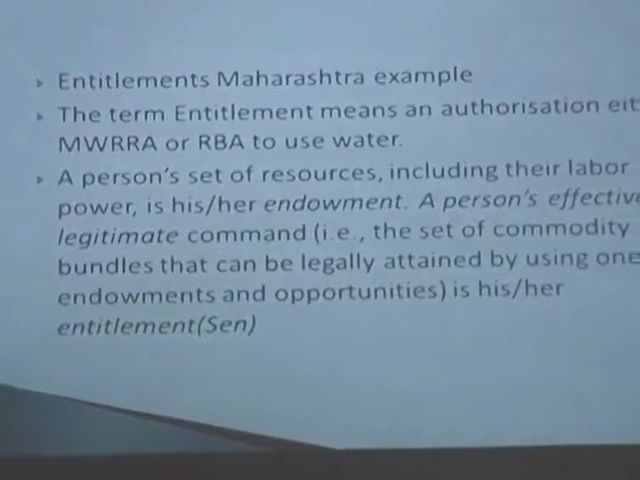 Entitlements Maharashtra example
The term Entitlement means an authorisation
MWRRA or RBA to use water.
A person's set of resources, including their labor
power, is his/her endowment. A person's effective
legitimate command (i.e., the set of commodity
bundles that can be legally attained by using one
endowments and opportunities) is his/her
entitlement(Sen)